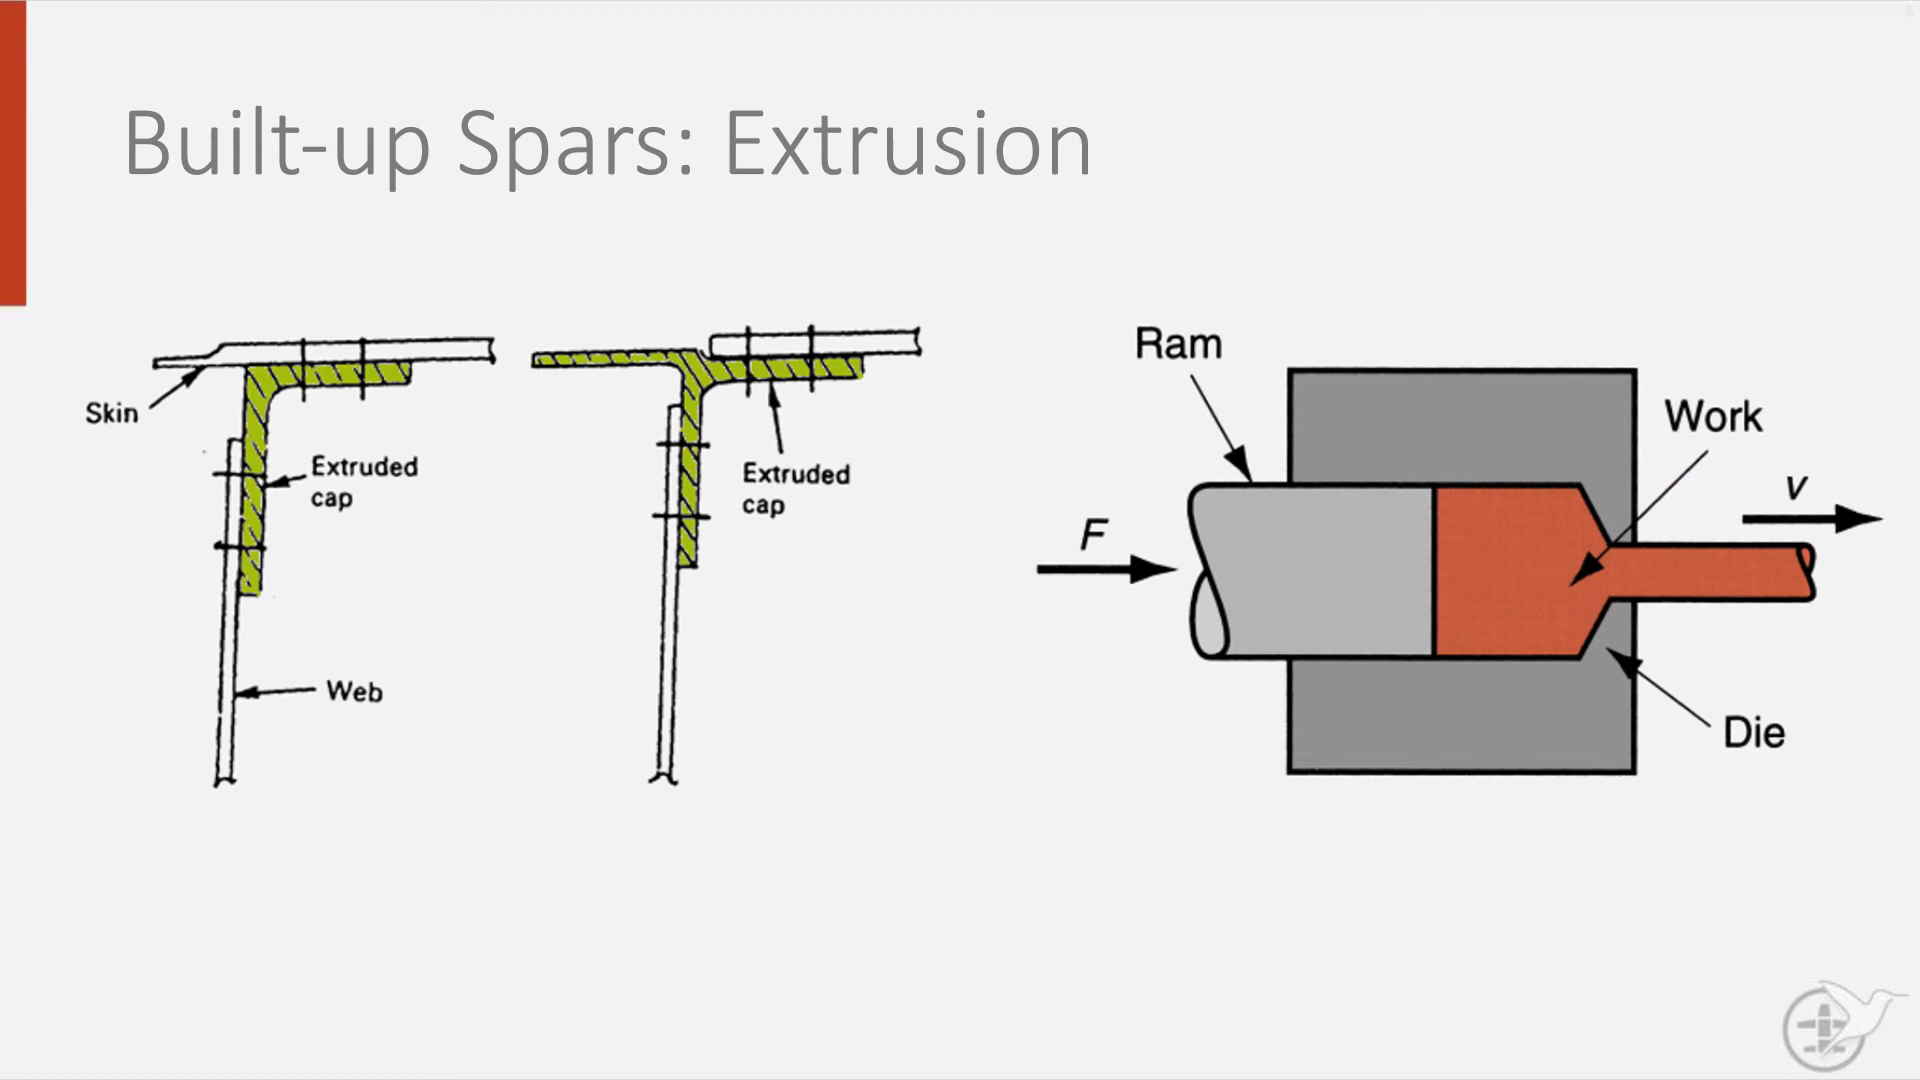 Built-up Spars: Extrusion
Skin
Extruded
cap
Web
Extruded
cap
Ram
Work
F
v
Die